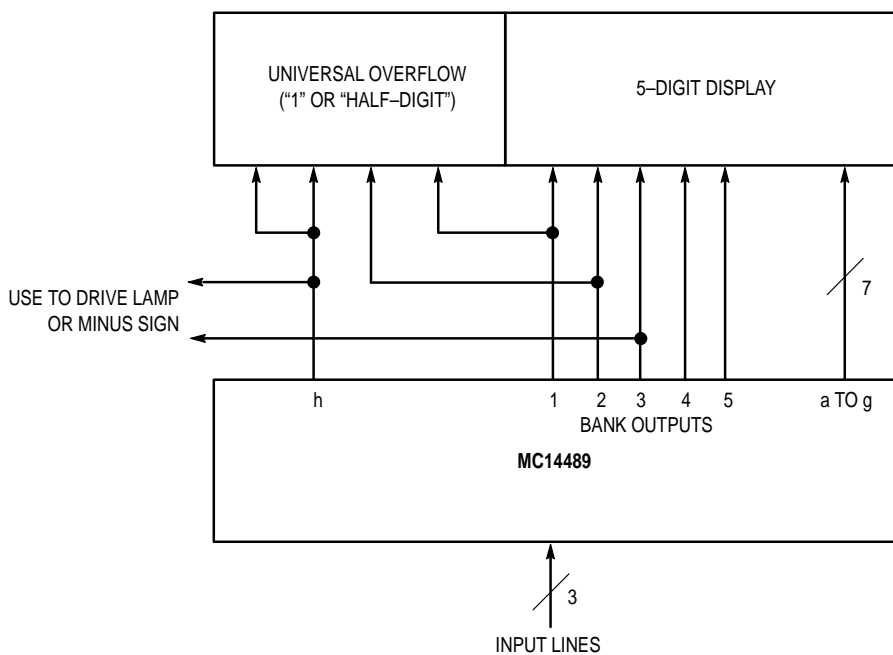 UNIVERSAL OVERFLOW
(“1” OR “HALF–DIGIT”)
5–DIGIT DISPLAY
USE TO DRIVE LAMP
OR MINUS SIGN
7
h
1
2
3
4
5
a TO g
BANK OUTPUTS
MC14489
3
INPUT LINES